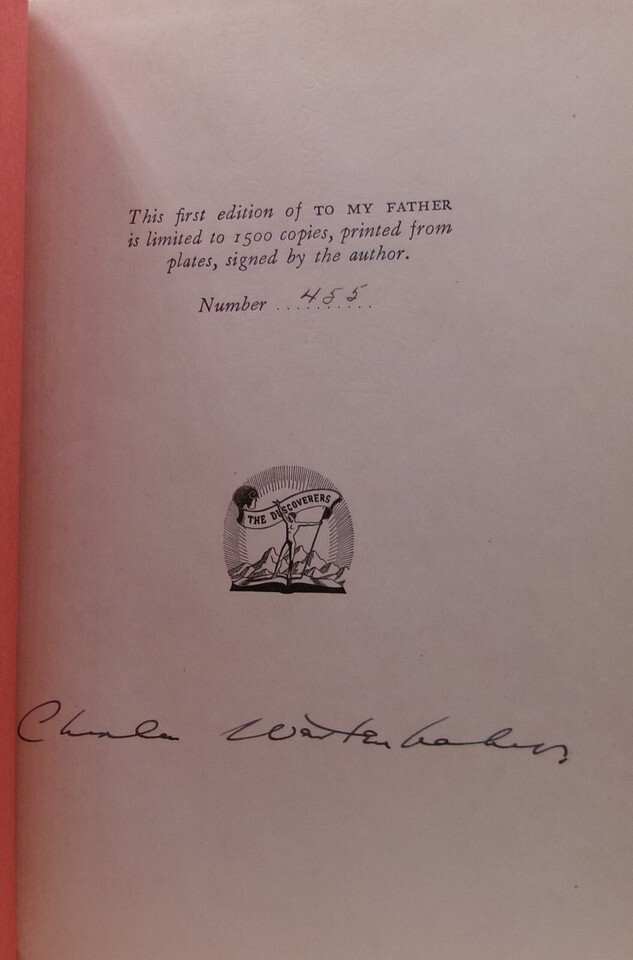 This first edition of TO MY FATHER
is limited to 1500 copies, printed from
plates, signed by the author.
Number ...455...
THE DISCOVERERS
Charles Wertenbaker